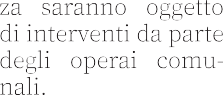 za saranno oggetto
di interventi da parte
degli operai comu-
nali.